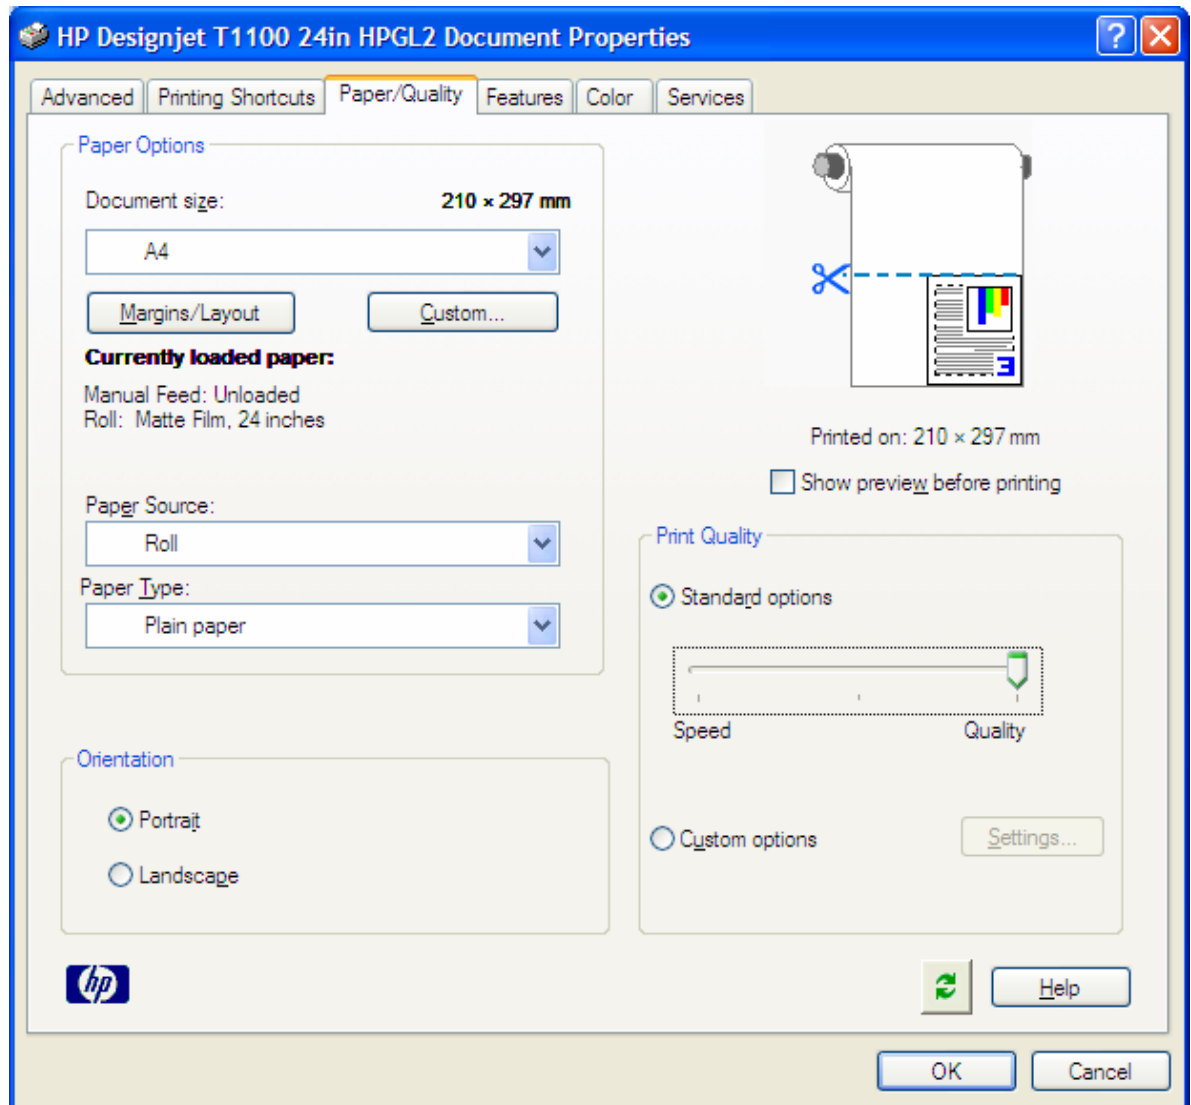 HP Designjet T1100 24in HPGL2 Document Properties
Advanced Printing Shortcuts Paper/Quality Features Color Services
Paper Options
Document size: 210 × 297 mm
A4
Margins/Layout Custom...
Currently loaded paper:
Manual Feed: Unloaded
Roll: Matte Film, 24 inches
Paper Source:
Roll
Paper Type:
Plain paper
Orientation
Portrait
Landscape
3
Printed on: 210 × 297 mm
Show preview before printing
Print Quality
Standard options
Speed Quality
Custom options Settings...
hp
Help
OK Cancel